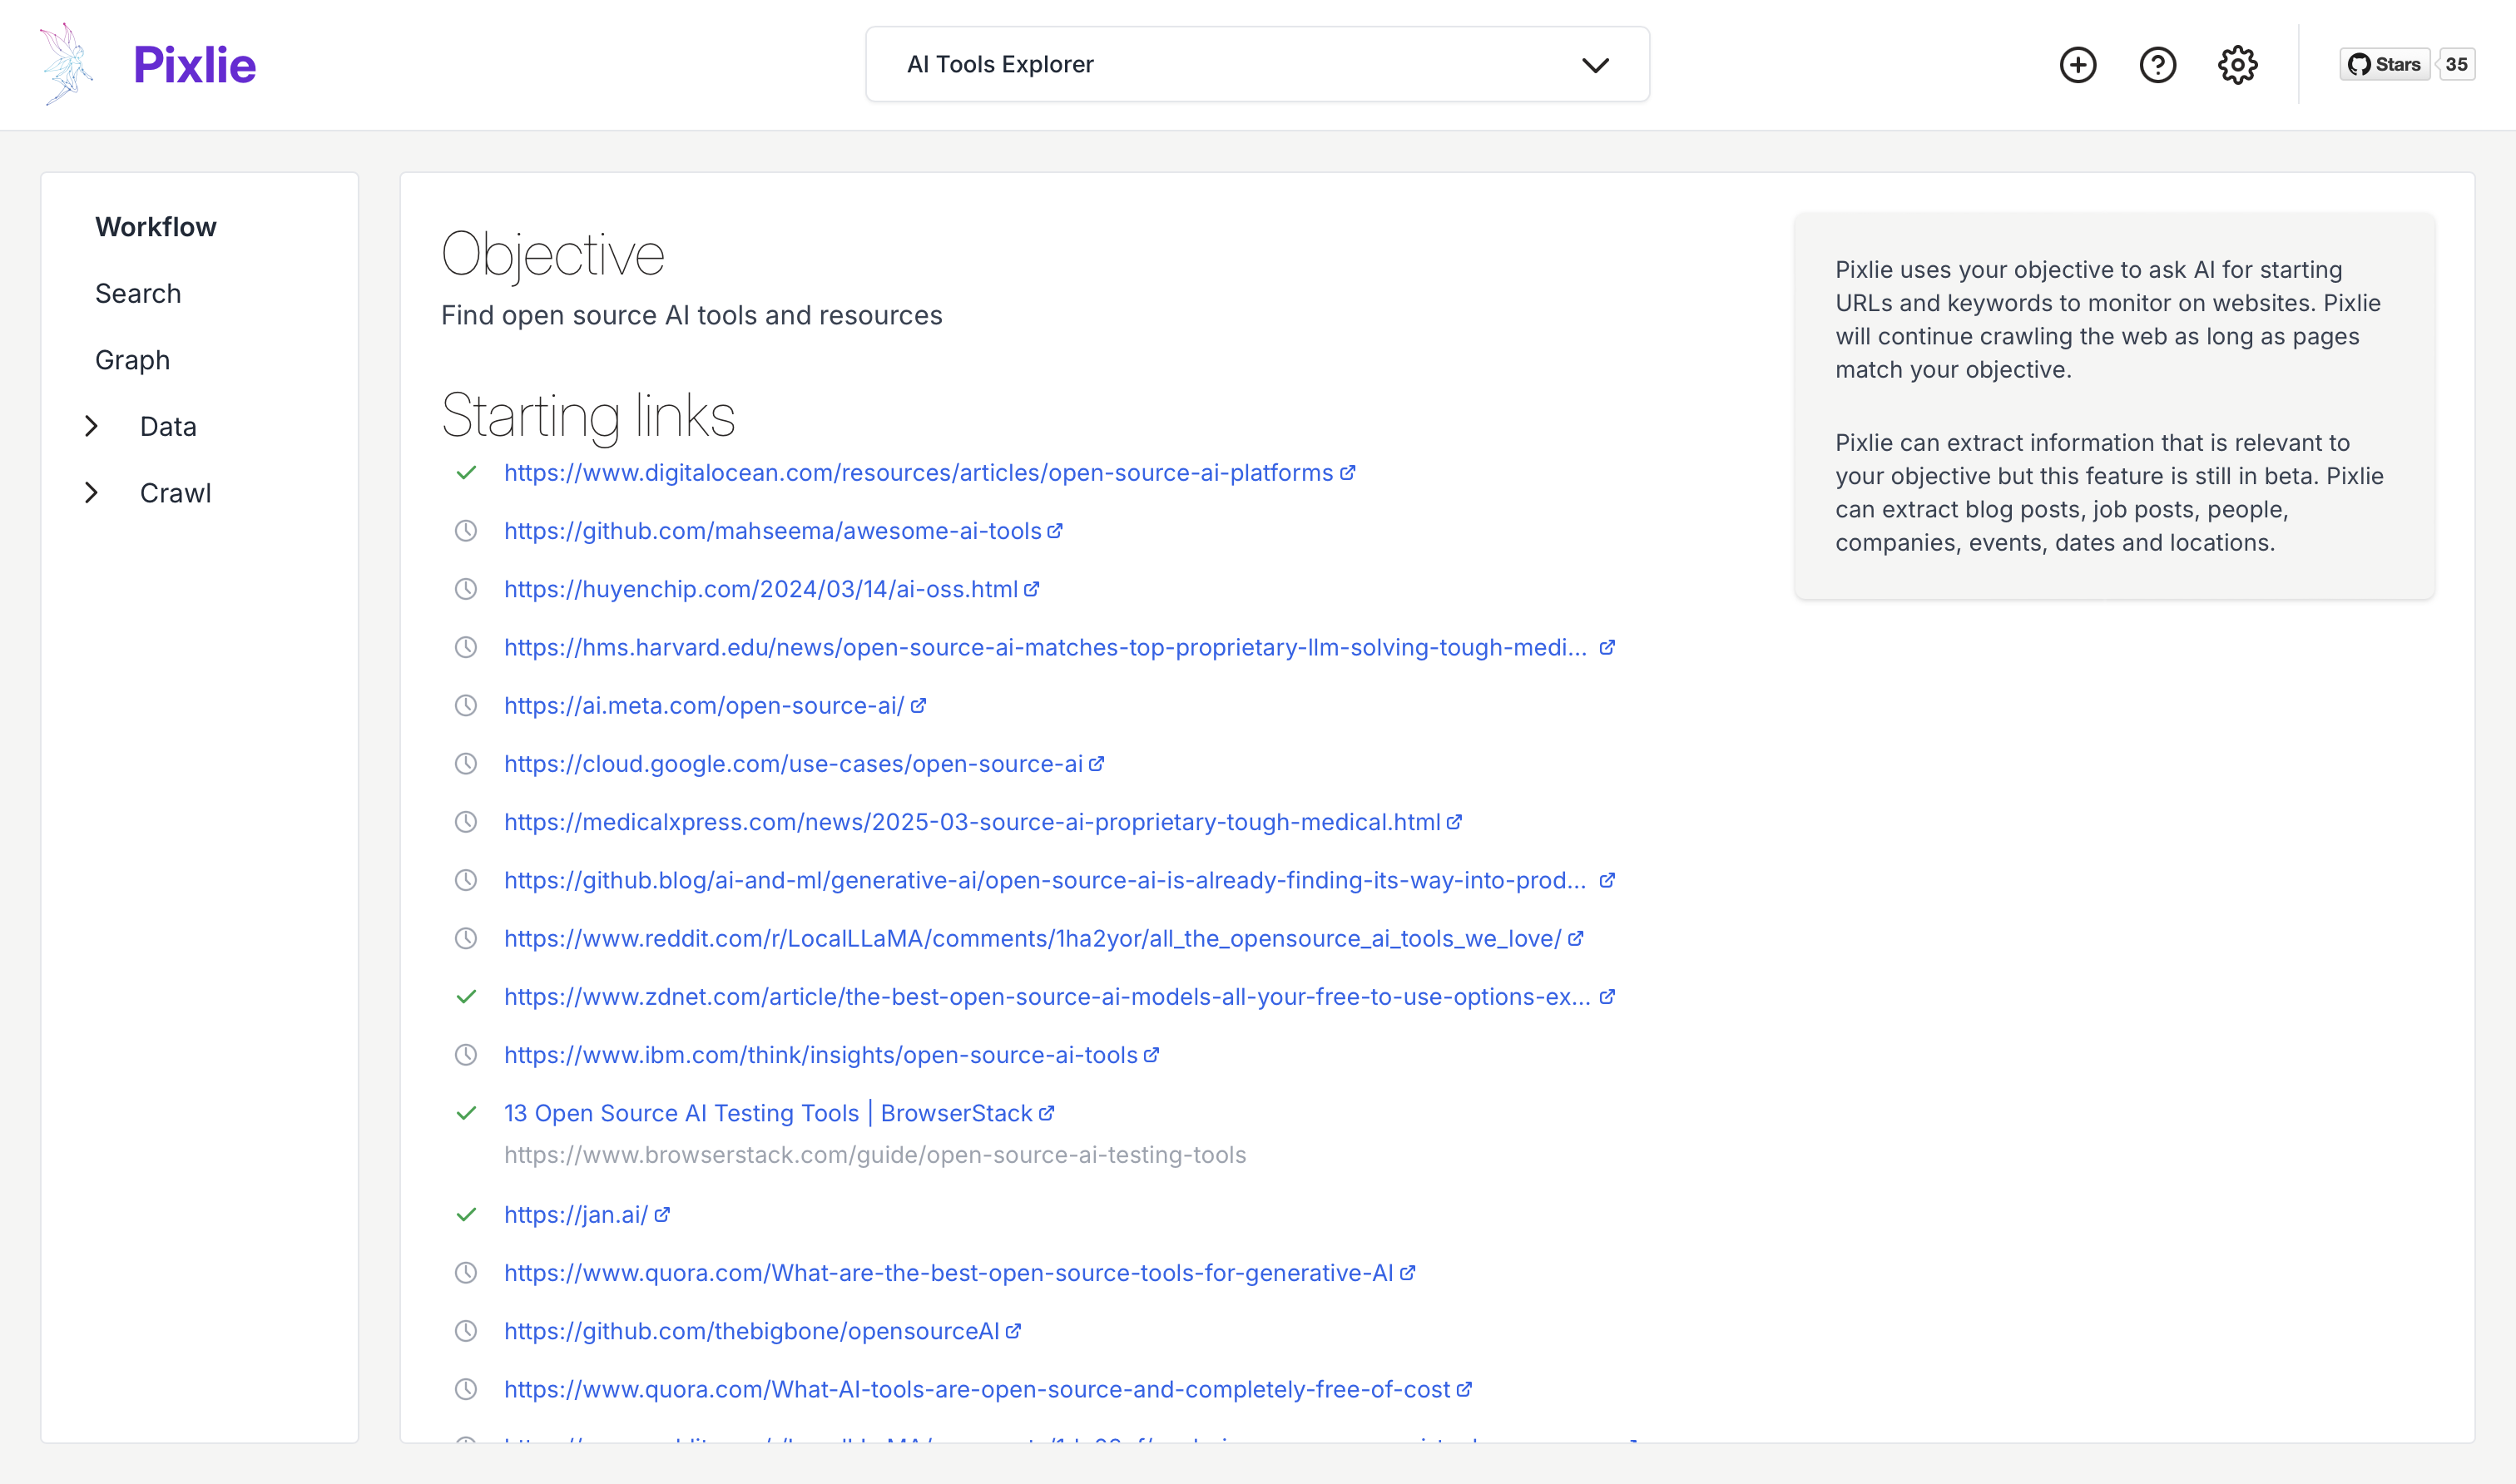 Pixlie
AI Tools Explorer
Stars
35
Workflow
Search
Graph
Data
Crawl
Objective
Find open source AI tools and resources
Starting links
https://www.digitalocean.com/resources/articles/open-source-ai-platforms
https://github.com/mahseema/awesome-ai-tools
https://huyenchip.com/2024/03/14/ai-oss.html
https://hms.harvard.edu/news/open-source-ai-matches-top-proprietary-llm-solving-tough-medi...
https://ai.meta.com/open-source-ai/
https://cloud.google.com/use-cases/open-source-ai
https://medicalxpress.com/news/2025-03-source-ai-proprietary-tough-medical.html
https://github.blog/ai-and-ml/generative-ai/open-source-ai-is-already-finding-its-way-into-prod...
https://www.reddit.com/r/LocalLLaMA/comments/1ha2yor/all_the_opensource_ai_tools_we_love/
https://www.zdnet.com/article/the-best-open-source-ai-models-all-your-free-to-use-options-ex...
https://www.ibm.com/think/insights/open-source-ai-tools
13 Open Source AI Testing Tools | BrowserStack
https://www.browserstack.com/guide/open-source-ai-testing-tools
https://jan.ai/
https://www.quora.com/What-are-the-best-open-source-tools-for-generative-AI
https://github.com/thebigbone/opensourceAI
https://www.quora.com/What-AI-tools-are-open-source-and-completely-free-of-cost
Pixlie uses your objective to ask AI for starting
URLs and keywords to monitor on websites. Pixlie
will continue crawling the web as long as pages
match your objective.
Pixlie can extract information that is relevant to
your objective but this feature is still in beta. Pixlie
can extract blog posts, job posts, people,
companies, events, dates and locations.